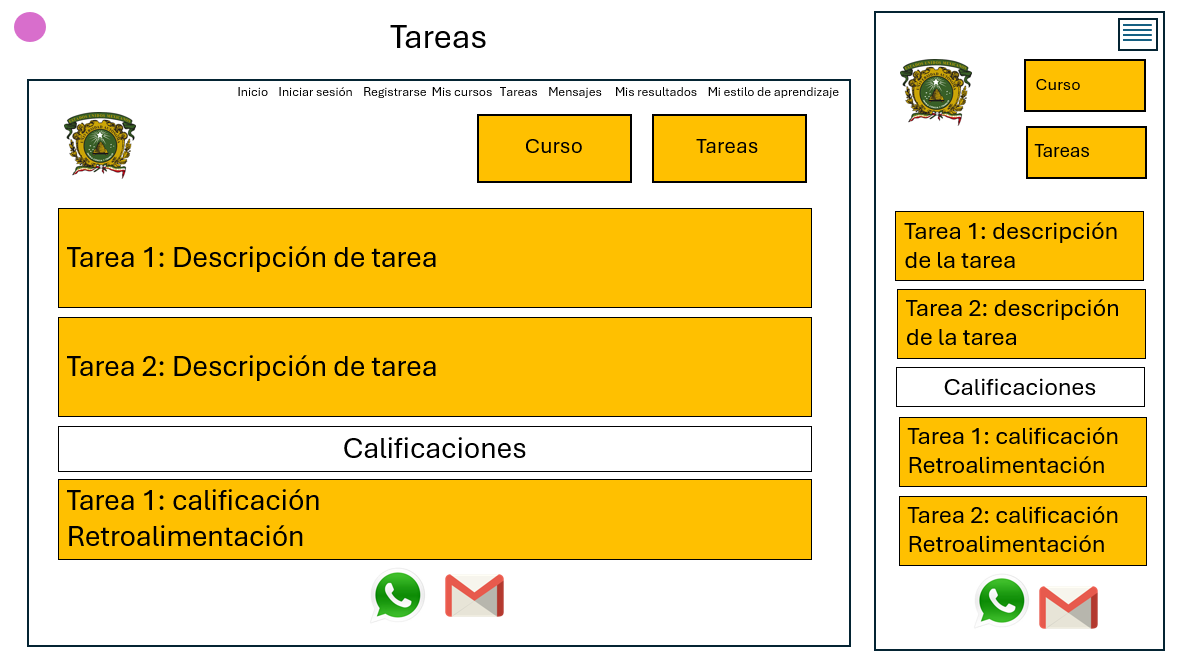 Tareas
Inicio Iniciar sesión Registrarse Mis cursos Tareas Mensajes Mis resultados Mi estilo de aprendizaje
Curso
Tareas
Tarea 1: Descripción de tarea
Tarea 2: Descripción de tarea
Calificaciones
Tarea 1: calificación
Retroalimentación
Curso
Tareas
Tarea 1: descripción
de la tarea
Tarea 2: descripción
de la tarea
Calificaciones
Tarea 1: calificación
Retroalimentación
Tarea 2: calificación
Retroalimentación